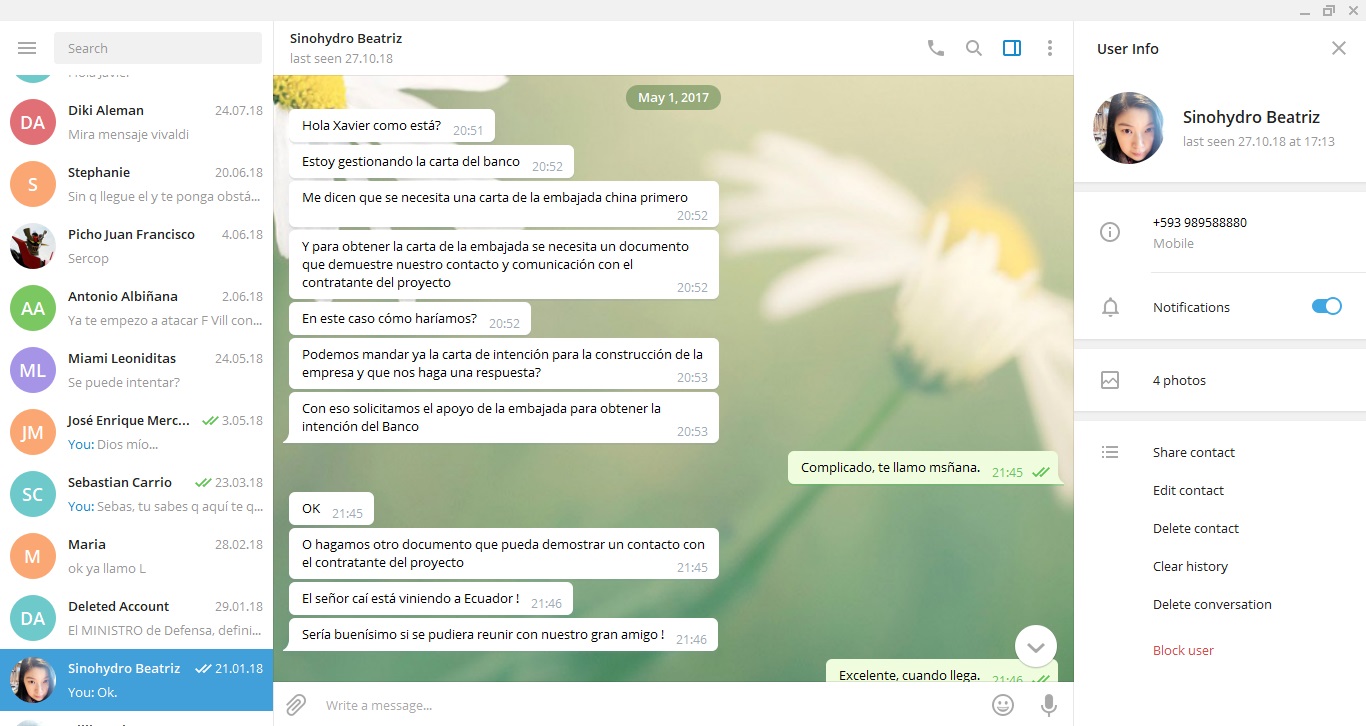 Search
Diki Aleman 24.07.18
Mira mensaje vivaldi
DA
Stephanie 20.06.18
Sin q llegue el y te ponga obstá...
S
Picho Juan Francisco 4.06.18
Sercop
Antonio Albiñana 2.06.18
Ya te empezo a atacar F Vill con...
AA
Miami Leoniditas 24.05.18
Se puede intentar?
ML
José Enrique Merc... 3.05.18
You: Dios mío...
JM
Sebastian Carrio 23.03.18
You: Sebas, tu sabes q aquí te q...
SC
Maria 28.02.18
ok ya llamo L
M
Deleted Account 29.01.18
El MINISTRO de Defensa, defini...
DA
Sinohydro Beatriz 21.01.18
You: Ok.
Sinohydro Beatriz
last seen 27.10.18
May 1, 2017
Hola Xavier como está? 20:51
Estoy gestionando la carta del banco 20:52
Me dicen que se necesita una carta de la embajada china primero
20:52
Y para obtener la carta de la embajada se necesita un documento
que demuestre nuestro contacto y comunicación con el
contratante del proyecto 20:52
En este caso cómo haríamos? 20:52
Podemos mandar ya la carta de intención para la construcción de la
empresa y que nos haga una respuesta? 20:53
Con eso solicitamos el apoyo de la embajada para obtener la
intención del Banco 20:53
Complicado, te llamo msñana. 21:45
OK 21:45
O hagamos otro documento que pueda demostrar un contacto con
el contratante del proyecto 21:45
El señor caí está viniendo a Ecuador ! 21:46
Sería buenísimo si se pudiera reunir con nuestro gran amigo ! 21:46
Excelente, cuando llega. 21:46
Write a message...
User Info
Sinohydro Beatriz
last seen 27.10.18 at 17:13
+593 989588880
Mobile
Notifications
4 photos
Share contact
Edit contact
Delete contact
Clear history
Delete conversation
Block user